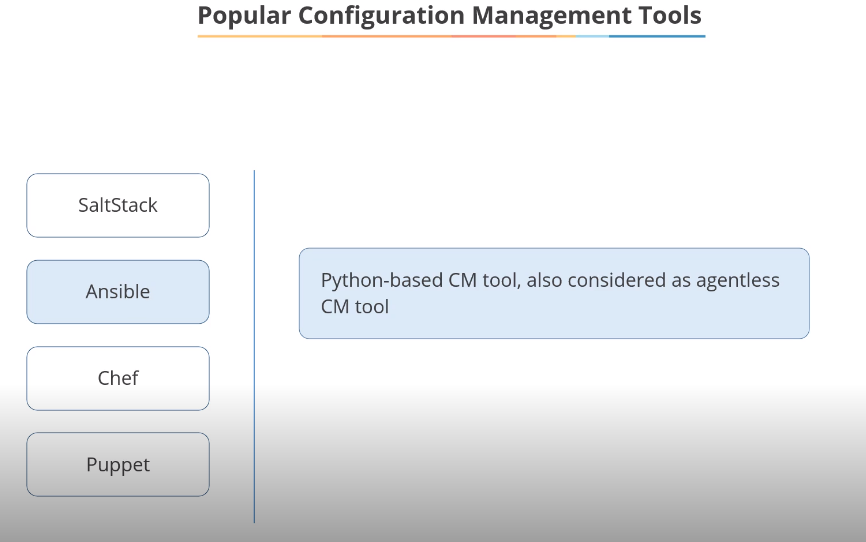 Popular Configuration Management Tools
SaltStack
Ansible
Chef
Puppet
Python-based CM tool, also considered as agentless
CM tool